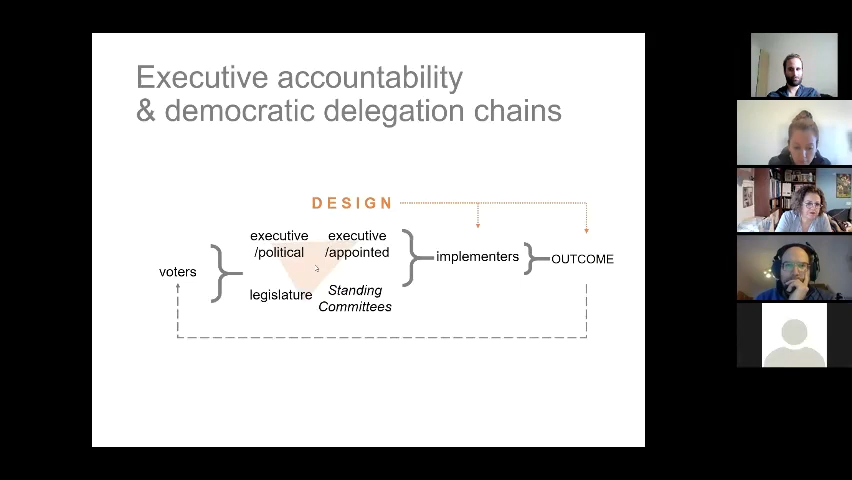 Executive accountability
& democratic delegation chains
DESIGN
executive
/political
executive
/appointed
voters
legislature
Standing
Committees
implementers
OUTCOME